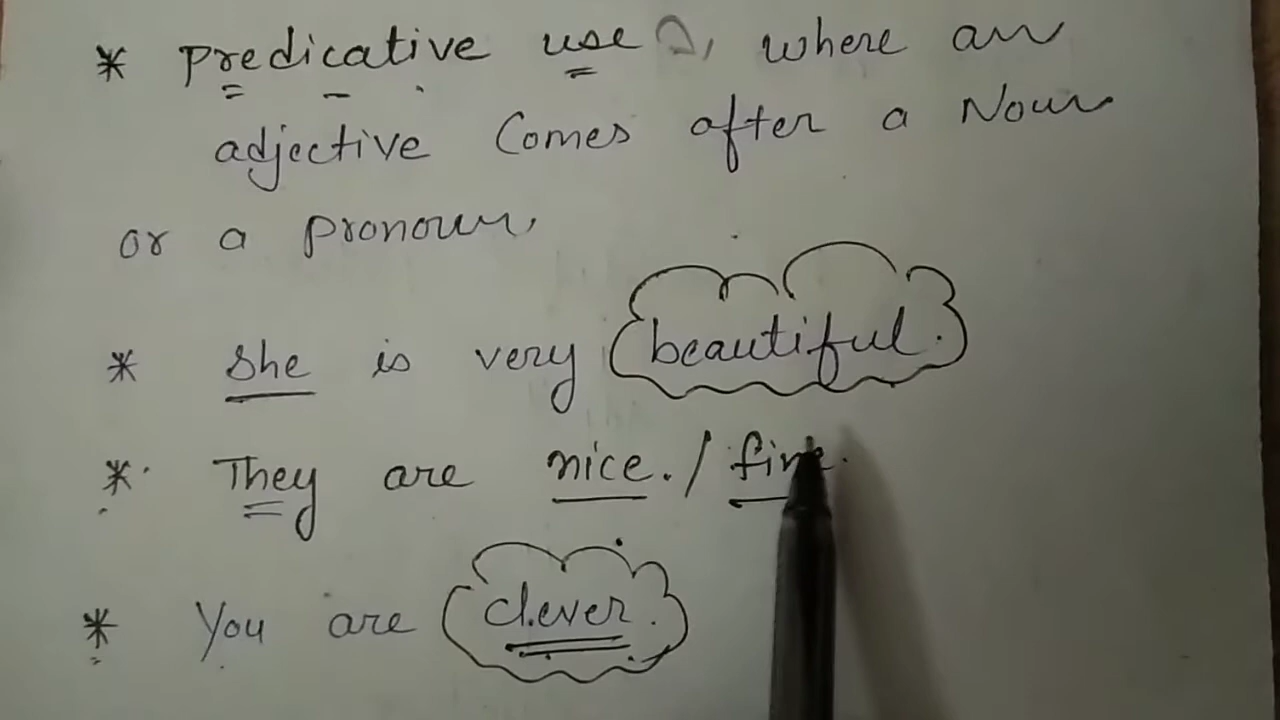 * Predicative use, where an
adjective Comes after a Noun
or a pronoun.
* She is very beautiful.
* They are nice. / fine.
* You are clever.